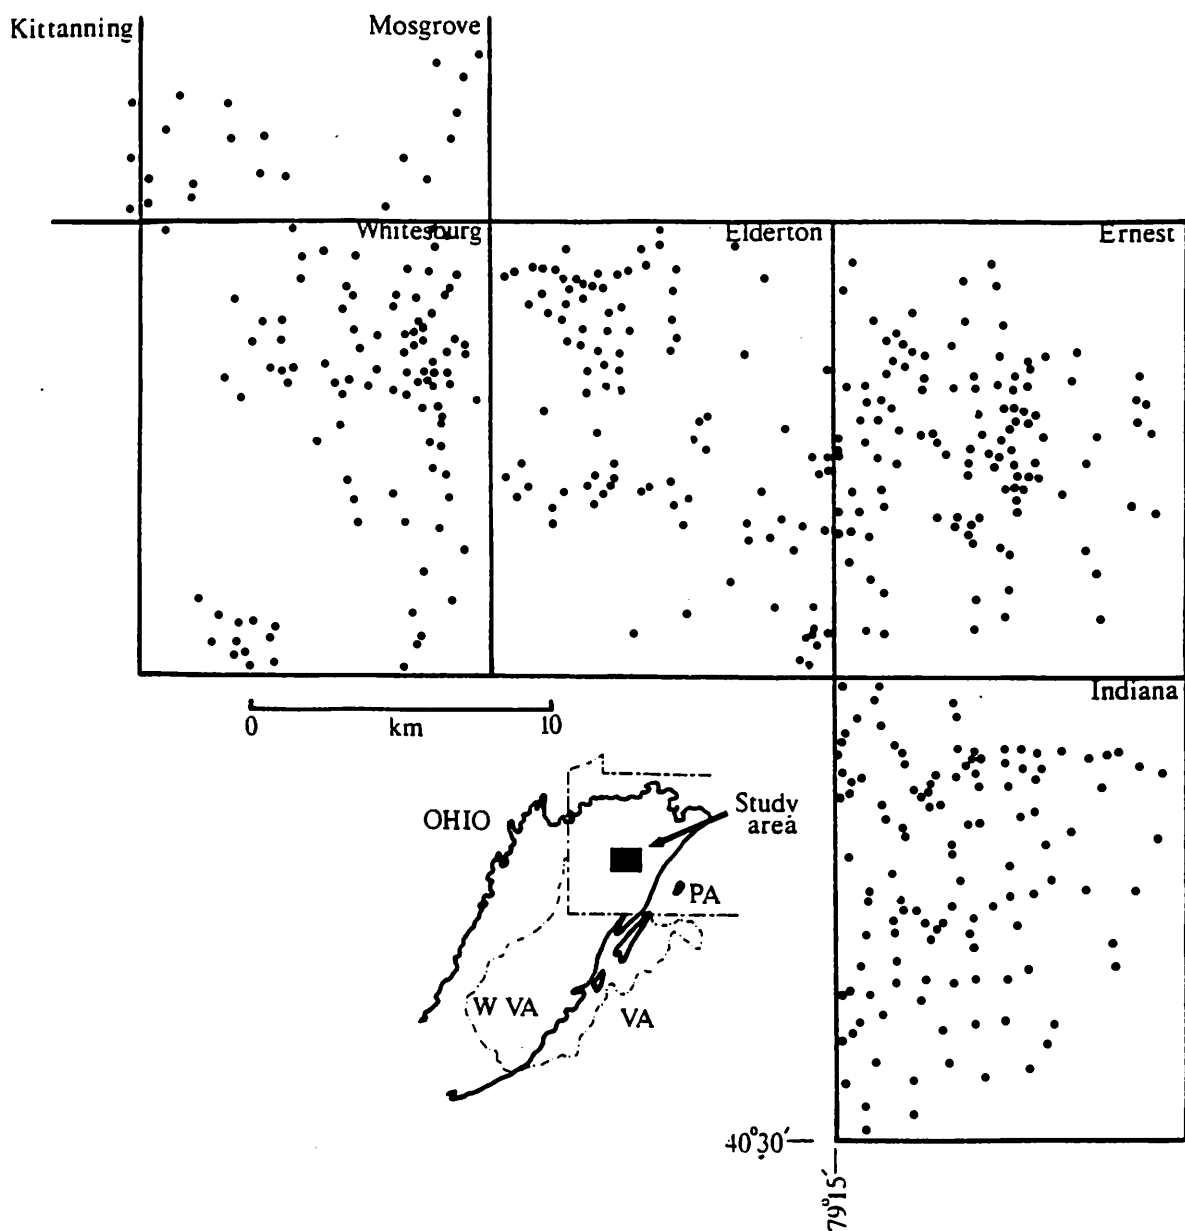 Kittanning
Mosgrove
Whitesburg
Elderton
Ernest
Indiana
0 km 10
OHIO
Study
area
PA
W VA
VA
40°30′
79°15′